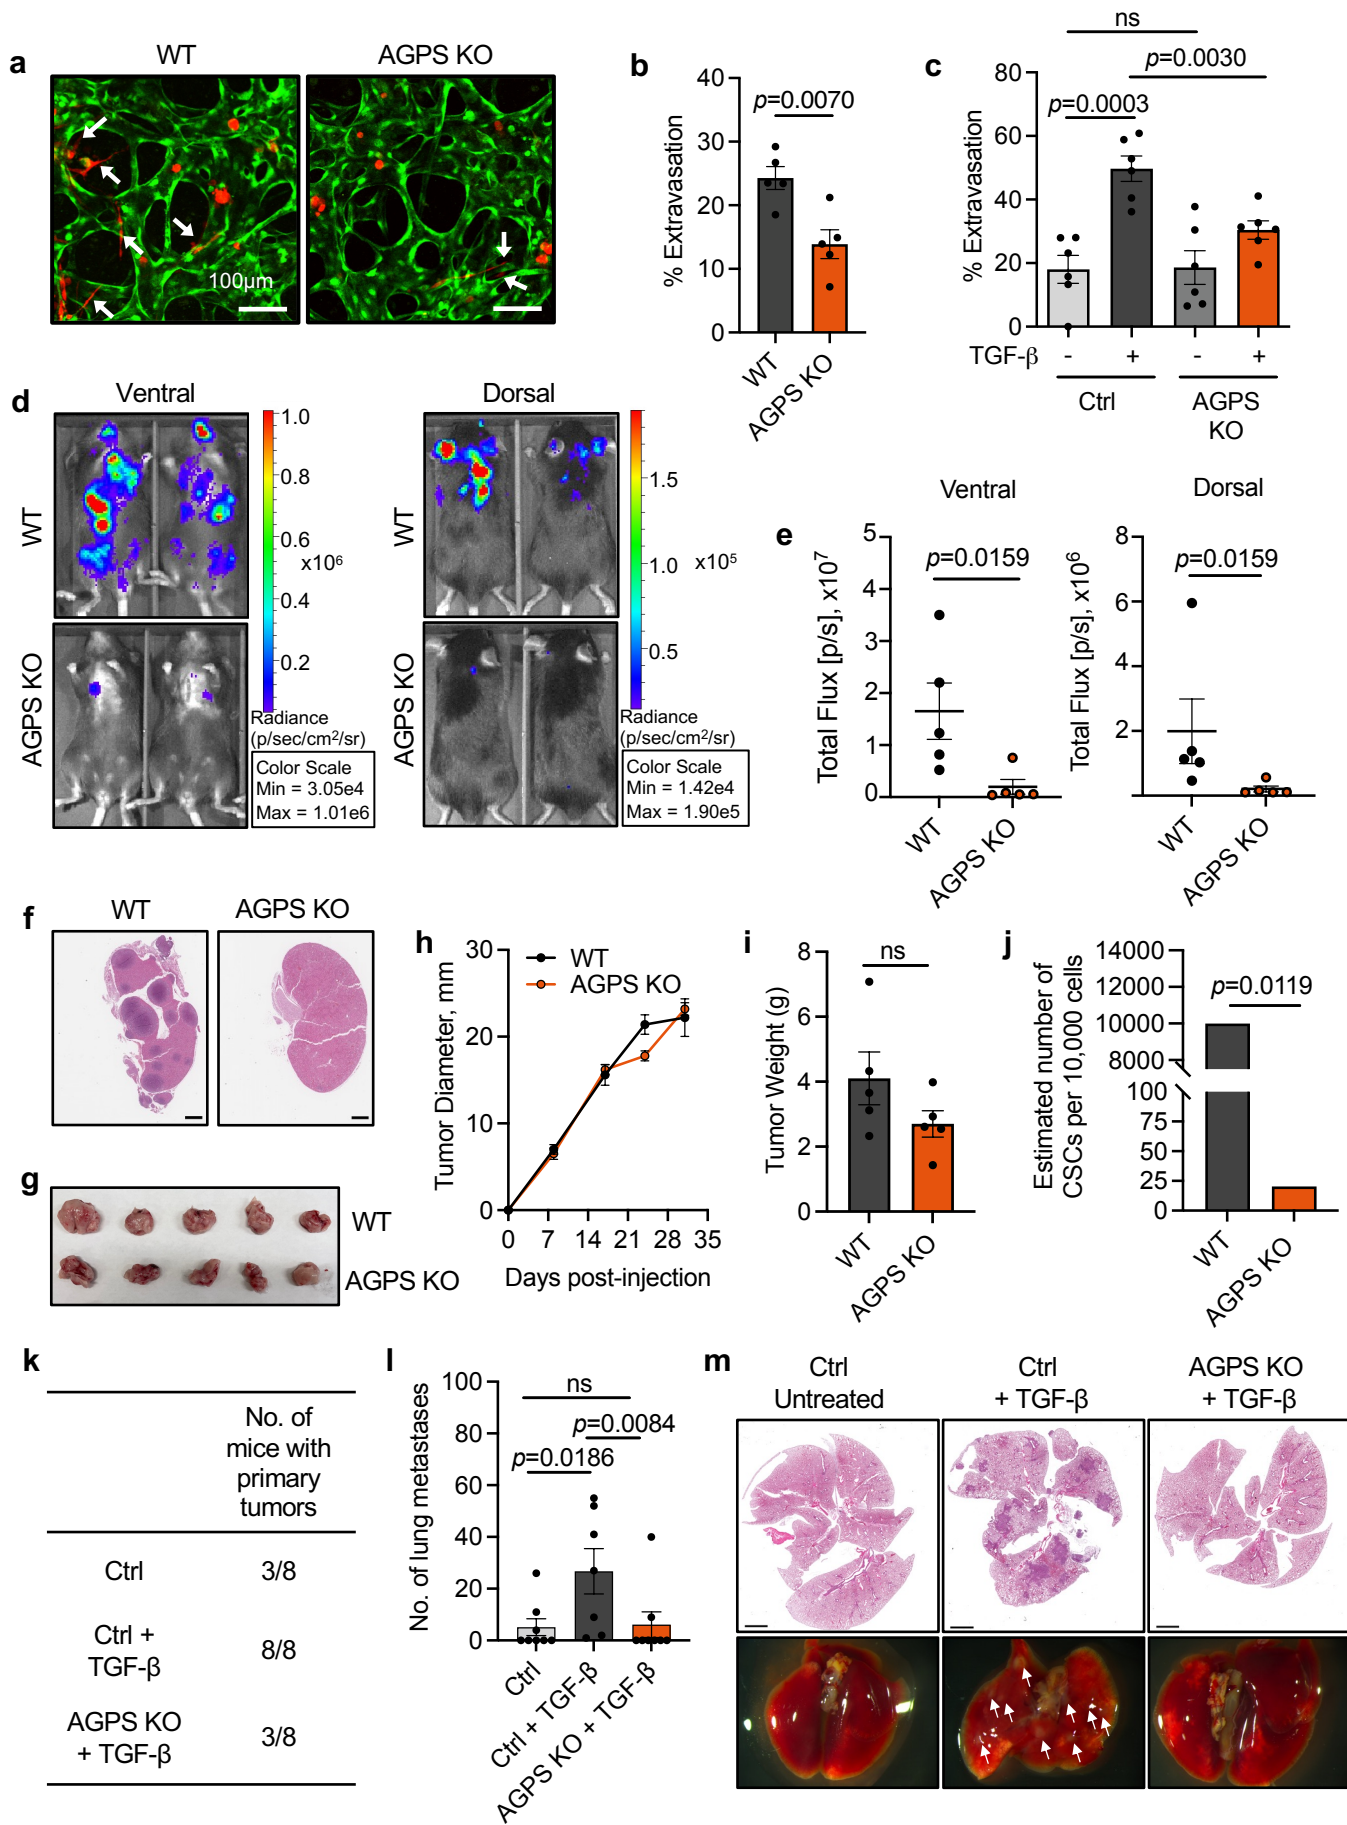 a
WT
AGPS KO
100μm
b
% Extravasation
40
30
20
10
0
p=0.0070
WT
AGPS KO
c
% Extravasation
80
60
40
20
0
ns
p=0.0030
p=0.0003
TGF-β
-
+
-
+
Ctrl
AGPS
KO
d
Ventral
WT
AGPS KO
1.0
0.8
0.6
x10⁶
0.4
0.2
Radiance
(p/sec/cm²/sr)
Color Scale
Min = 3.05e4
Max = 1.01e6
Dorsal
WT
AGPS KO
1.5
1.0
x10⁵
0.5
Radiance
(p/sec/cm²/sr)
Color Scale
Min = 1.42e4
Max = 1.90e5
e
Ventral
Total Flux [p/s], x10⁷
5
4
3
2
1
0
p=0.0159
WT
AGPS KO
Dorsal
Total Flux [p/s], x10⁶
8
6
4
2
p=0.0159
WT
AGPS KO
f
WT
AGPS KO
g
WT
AGPS KO
h
Tumor Diameter, mm
30
20
10
0
WT
AGPS KO
0
7
14
21
28
35
Days post-injection
i
Tumor Weight (g)
8
6
4
2
0
ns
WT
AGPS KO
j
Estimated number of
CSCs per 10,000 cells
14000
12000
10000
8000
100
75
50
25
0
p=0.0119
WT
AGPS KO
k
No. of
mice with
primary
tumors
Ctrl
3/8
Ctrl +
TGF-β
8/8
AGPS KO
+ TGF-β
3/8
l
No. of lung metastases
100
80
60
40
20
0
ns
p=0.0084
p=0.0186
Ctrl
Ctrl + TGF-β
AGPS KO + TGF-β
m
Ctrl
Untreated
Ctrl
+ TGF-β
AGPS KO
+ TGF-β